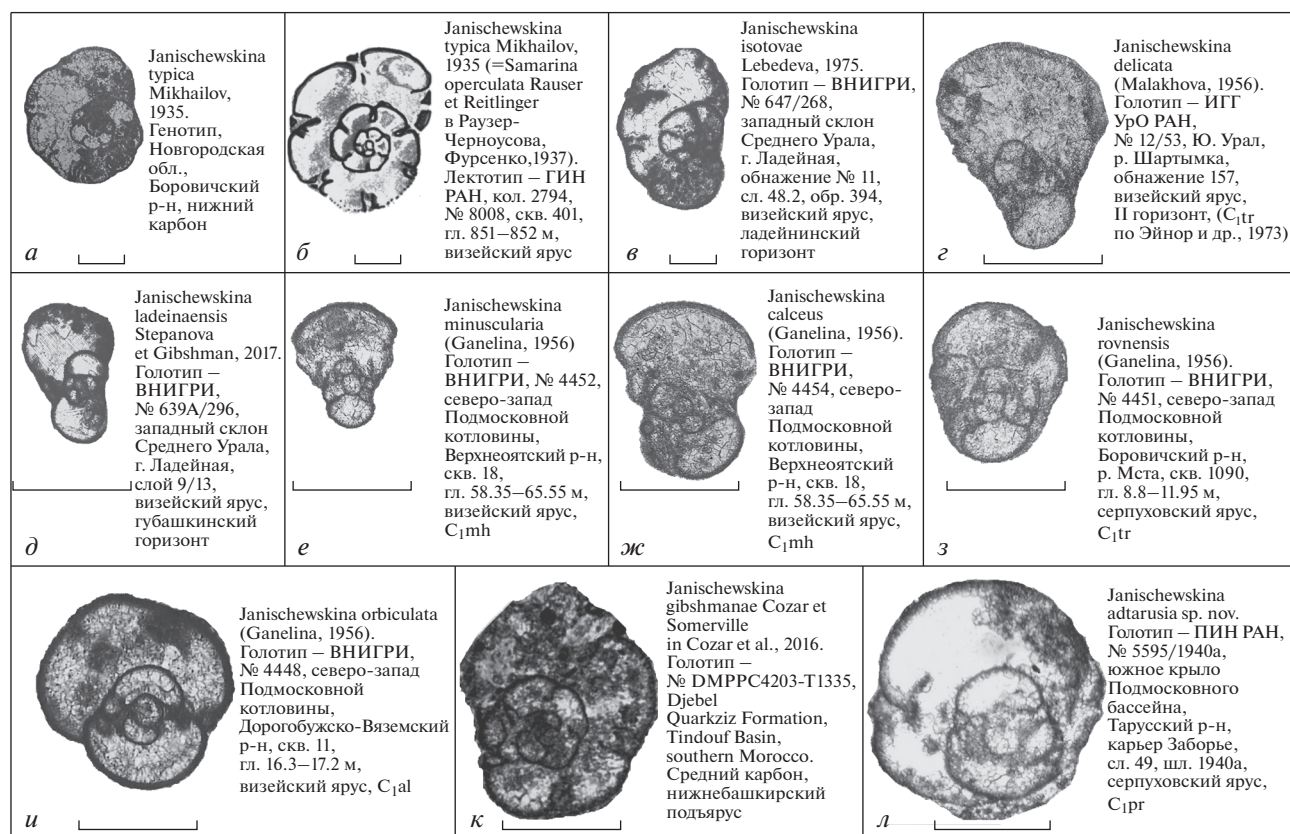 Janischewskina
typica
Mikhailov,
1935.
Генотип,
Новгородская
обл.,
Боровичский
р-н, нижний
карбон
а
Janischewskina
typica Mikhailov,
1935 (=Samarina
operculata Rauser
et Reitlinger
в Раузер-
Черноусова,
Фурсенко,1937).
Лектотип – ГИН
РАН, кол. 2794,
№ 8008, скв. 401,
гл. 851–852 м,
визейский ярус
б
Janischewskina
isotovae
Lebedeva, 1975.
Голотип – ВНИГРИ,
№ 647/268,
западный склон
Среднего Урала,
г. Ладейная,
обнажение № 11,
сл. 48.2, обр. 394,
визейский ярус,
ладейнинский
горизонт
в
Janischewskina
delicata
(Malakhova, 1956).
Голотип – ИГГ
УрО РАН,
№ 12/53, Ю. Урал,
р. Шартымка,
обнажение 157,
визейский ярус,
II горизонт, (C₁tr
по Эйнор и др., 1973)
г
Janischewskina
ladeinaensis
Stepanova
et Gibshman, 2017.
Голотип –
ВНИГРИ,
№ 639А/296,
западный склон
Среднего Урала,
г. Ладейная,
слой 9/13,
визейский ярус,
губашкинский
горизонт
д
Janischewskina
minuscularia
(Ganelina, 1956)
Голотип –
ВНИГРИ, № 4452,
северо-запад
Подмосковной
котловины,
Верхнеоятский р-н,
скв. 18,
гл. 58.35–65.55 м,
визейский ярус,
C₁mh
е
Janischewskina
calceus
(Ganelina, 1956).
Голотип –
ВНИГРИ,
№ 4454, северо-
запад
Подмосковной
котловины,
Верхнеоятский
р-н, скв. 18,
гл. 58.35–65.55 м,
визейский ярус,
C₁mh
ж
Janischewskina
rovnensis
(Ganelina, 1956).
Голотип – ВНИГРИ,
№ 4451, северо-запад
Подмосковной
котловины,
Боровичский р-н,
р. Мста, скв. 1090,
гл. 8.8–11.95 м,
серпуховский ярус,
C₁tr
з
Janischewskina orbiculata
(Ganelina, 1956).
Голотип – ВНИГРИ,
№ 4448, северо-запад
Подмосковной
котловины,
Дорогобужско-Вяземский
р-н, скв. 11,
гл. 16.3–17.2 м,
визейский ярус, C₁al
и
Janischewskina
gibshmanae Cozar et
Somerville
in Cozar et al., 2016.
Голотип –
№ DMPPC4203-T1335,
Djebel
Quarkziz Formation,
Tindouf Basin,
southern Morocco.
Средний карбон,
нижнебашкирский
подъярус
к
Janischewskina
adtarusia sp. nov.
Голотип – ПИН РАН,
№ 5595/1940а,
южное крыло
Подмосковного
бассейна,
Тарусский р-н,
карьер Заборье,
сл. 49, шл. 1940а,
серпуховский ярус,
C₁pr
л